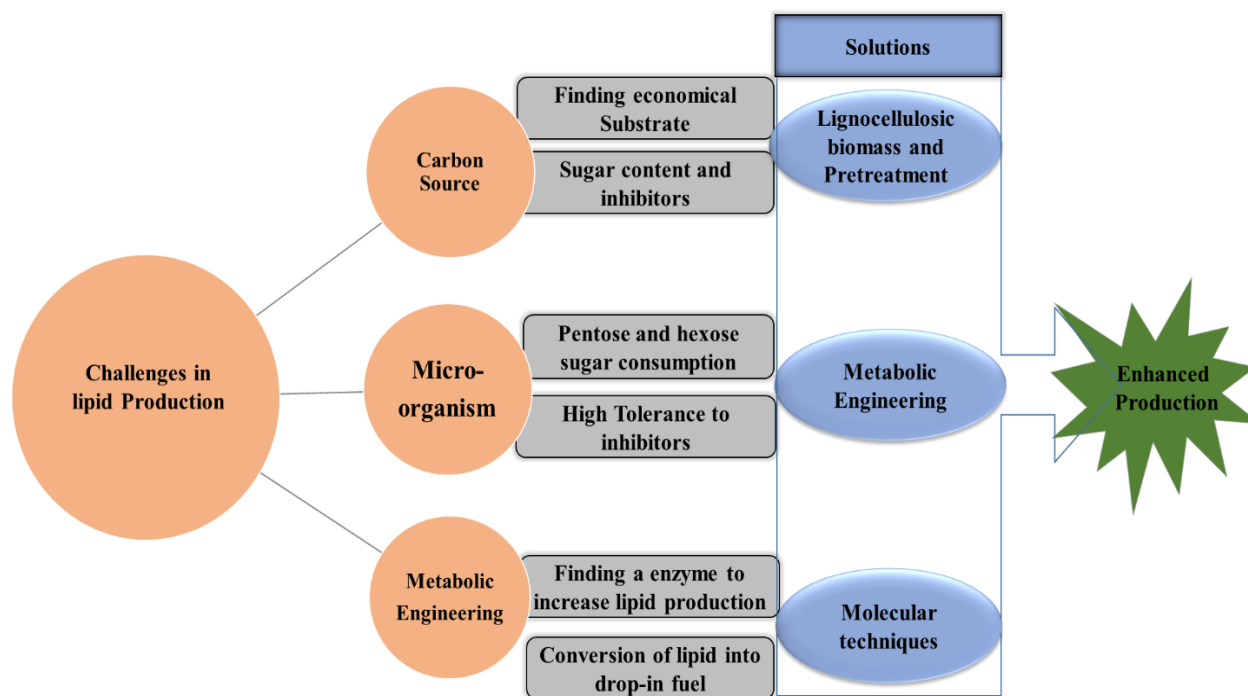 Solutions
Finding economical
Substrate
Carbon
Source
Sugar content and
inhibitors
Lignocellulosic
biomass and
Pretreatment
Challenges in
lipid Production
Micro-
organism
Pentose and hexose
sugar consumption
High Tolerance to
inhibitors
Metabolic
Engineering
Enhanced
Production
Metabolic
Engineering
Finding a enzyme to
increase lipid production
Conversion of lipid into
drop-in fuel
Molecular
techniques